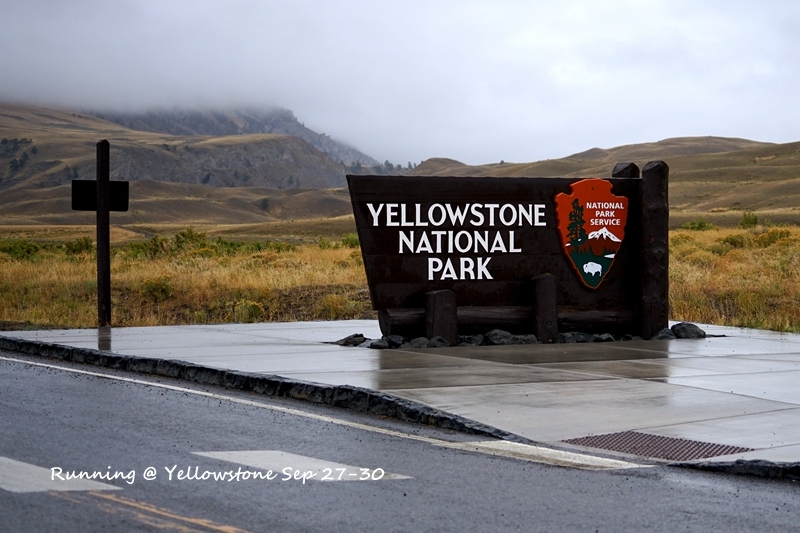 YELLOWSTONE
NATIONAL
PARK
NATIONAL
PARK
SERVICE
Running @ Yellowstone Sep 27-30